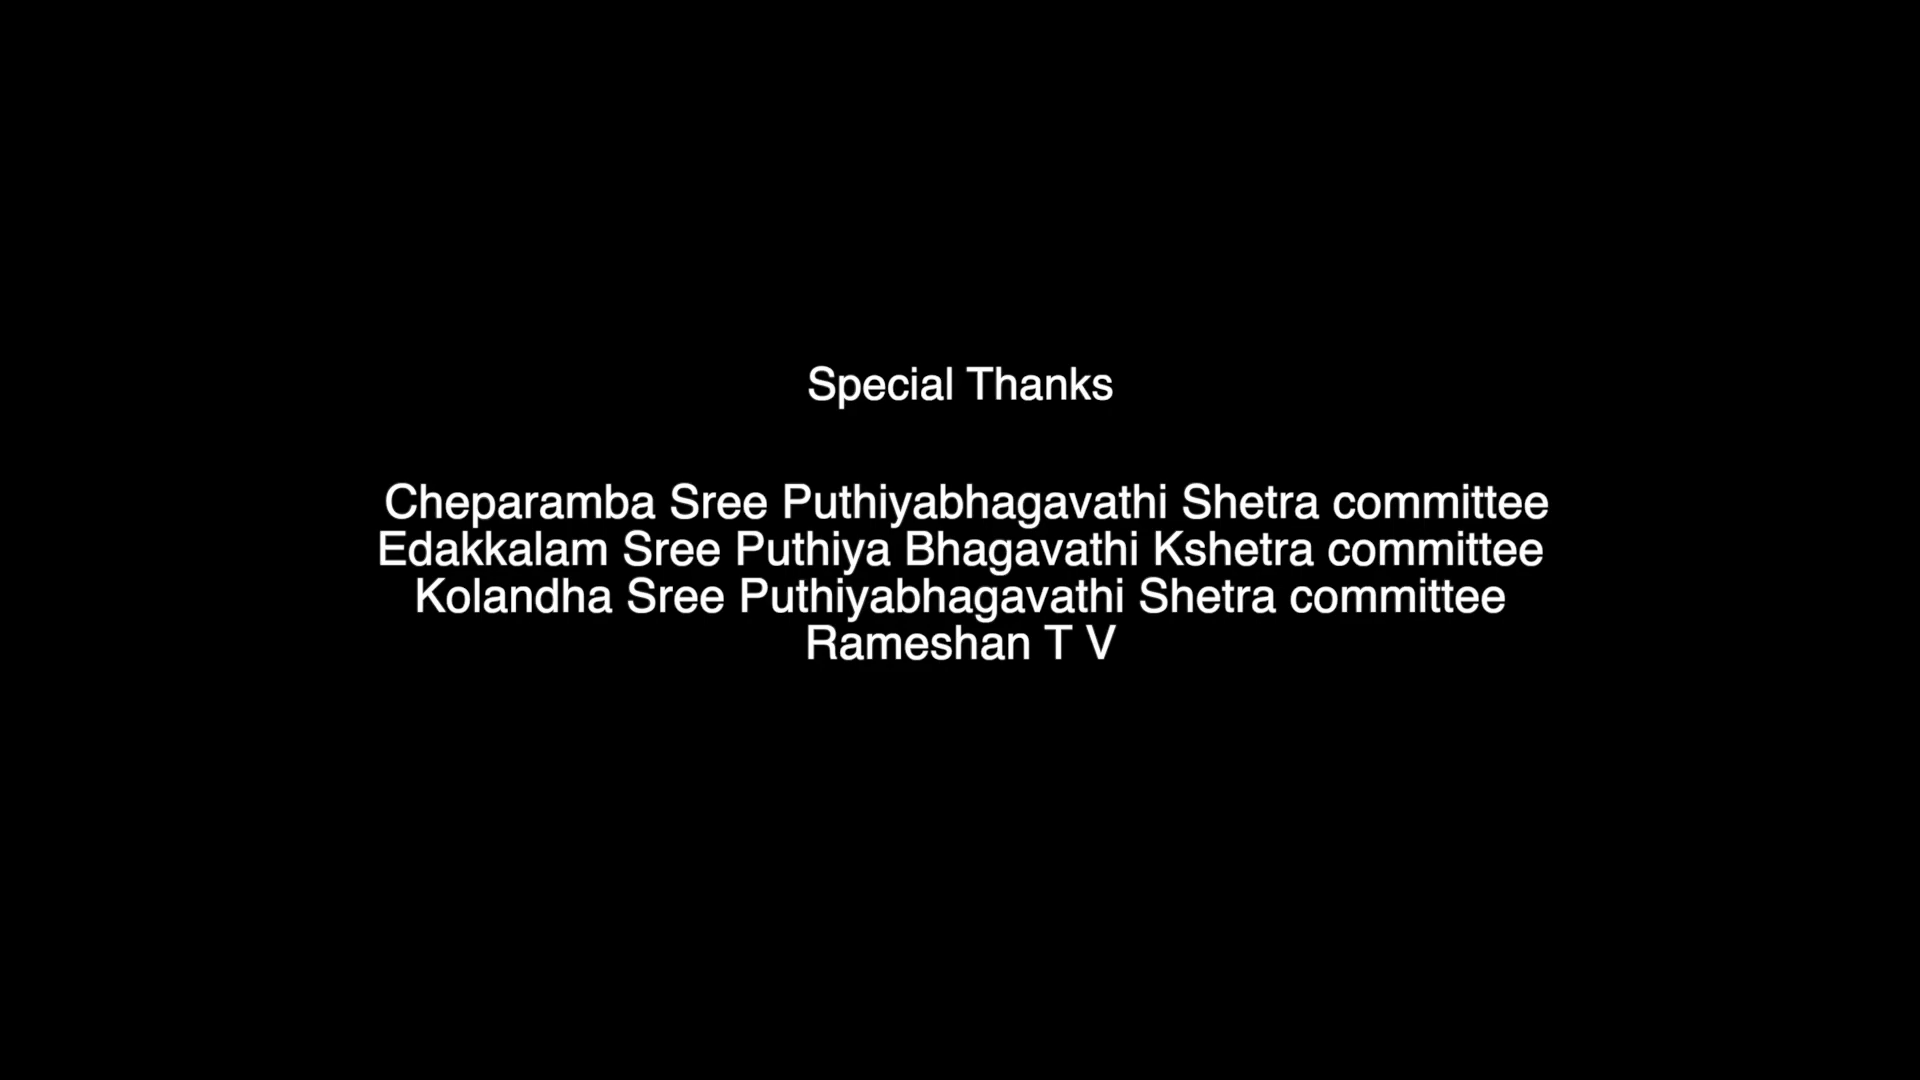 Special Thanks
Cheparamba Sree Puthiyabhagavathi Shetra committee
Edakkalam Sree Puthiya Bhagavathi Kshetra committee
Kolandha Sree Puthiyabhagavathi Shetra committee
Rameshan T V